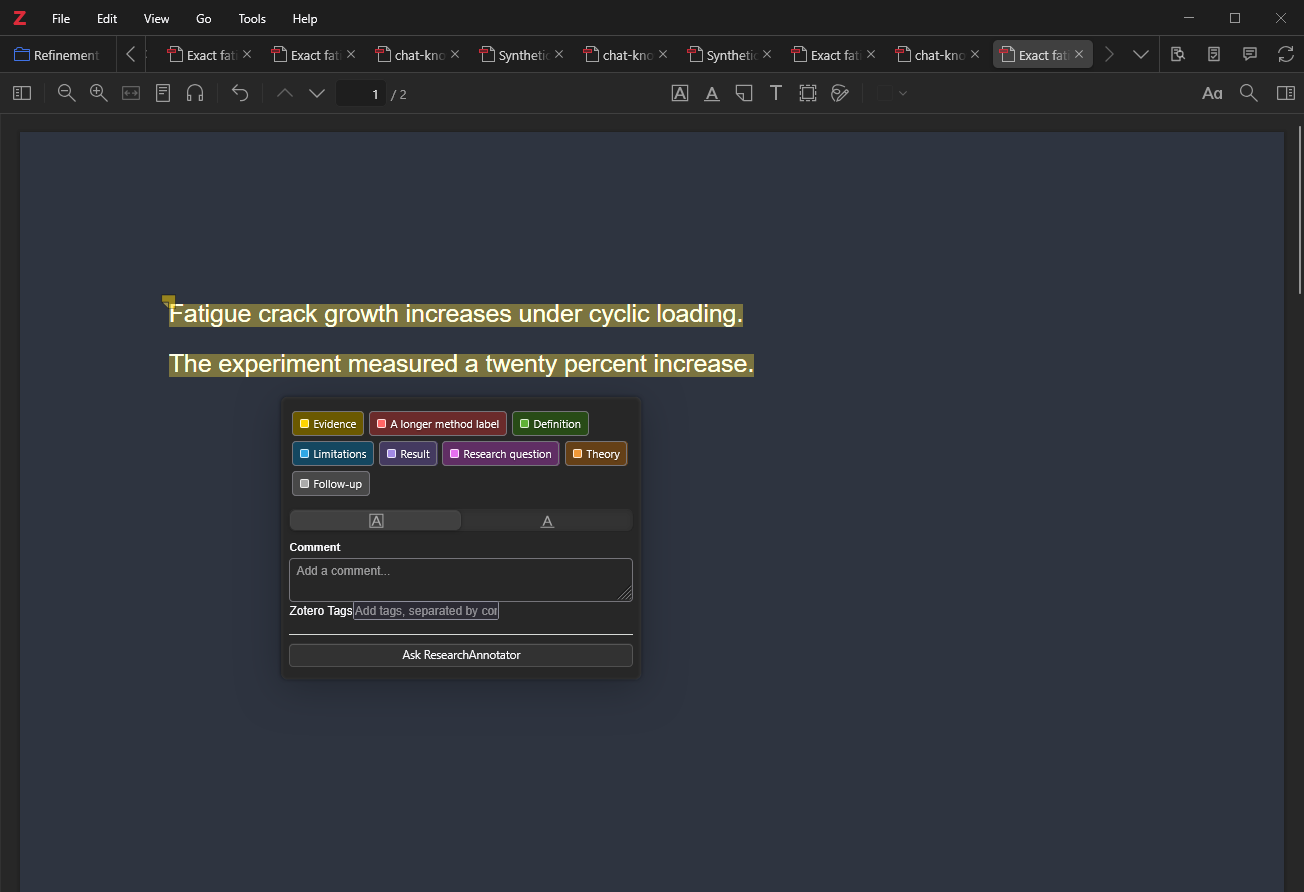 Z File Edit View Go Tools Help
Refinement Exact fati Exact fati chat-kno Synthetic chat-kno Synthetic Exact fati chat-kno Exact fati
1 / 2 A A T Aa
Fatigue crack growth increases under cyclic loading.
The experiment measured a twenty percent increase.
Evidence A longer method label Definition
Limitations Result Research question Theory
Follow-up
A A
Comment
Add a comment...
Zotero Tags Add tags, separated by cor
Ask ResearchAnnotator